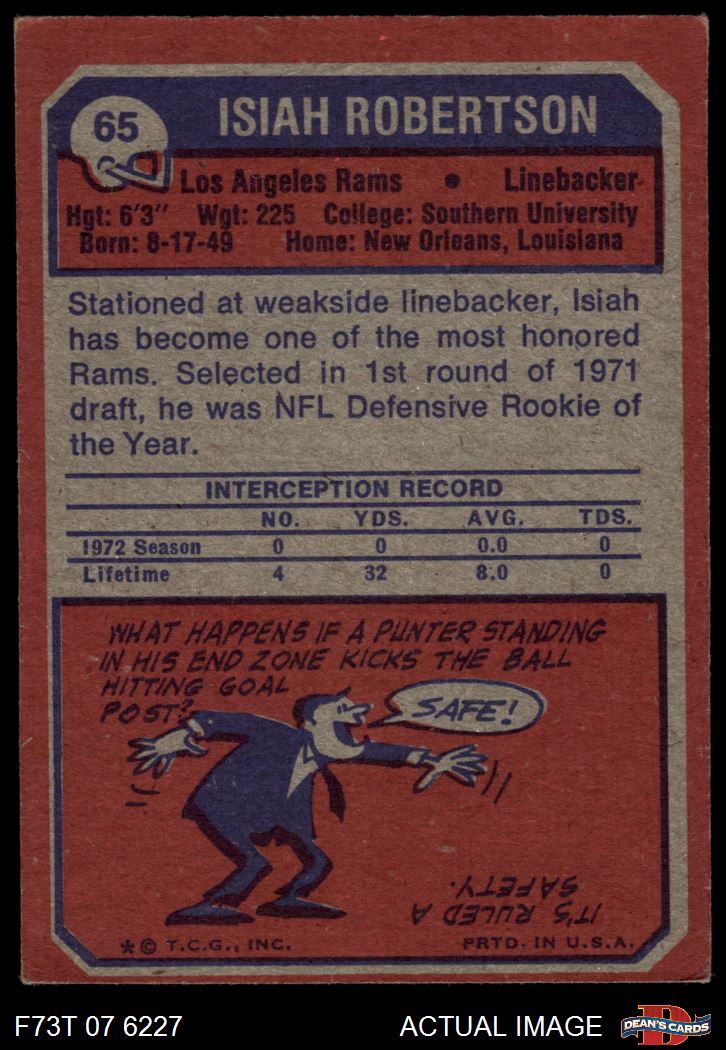 65
ISIAH ROBERTSON
Los Angeles Rams • Linebacker
Hgt: 6'3" Wgt: 225 College: Southern University
Born: 8-17-49 Home: New Orleans, Louisiana
Stationed at weakside linebacker, Isiah
has become one of the most honored
Rams. Selected in 1st round of 1971
draft, he was NFL Defensive Rookie of
the Year.
INTERCEPTION RECORD
NO. YDS. AVG. TDS.
1972 Season 0 0 0.0 0
Lifetime 4 32 8.0 0
WHAT HAPPENS IF A PUNTER STANDING
IN HIS END ZONE KICKS THE BALL
HITTING GOAL
POST?
SAFE!
IT'S RULED A
SAFETY.
*© T.C.G., INC. PRTD. IN U.S.A.
F73T 07 6227 ACTUAL IMAGE
D
DEAN'S CARDS